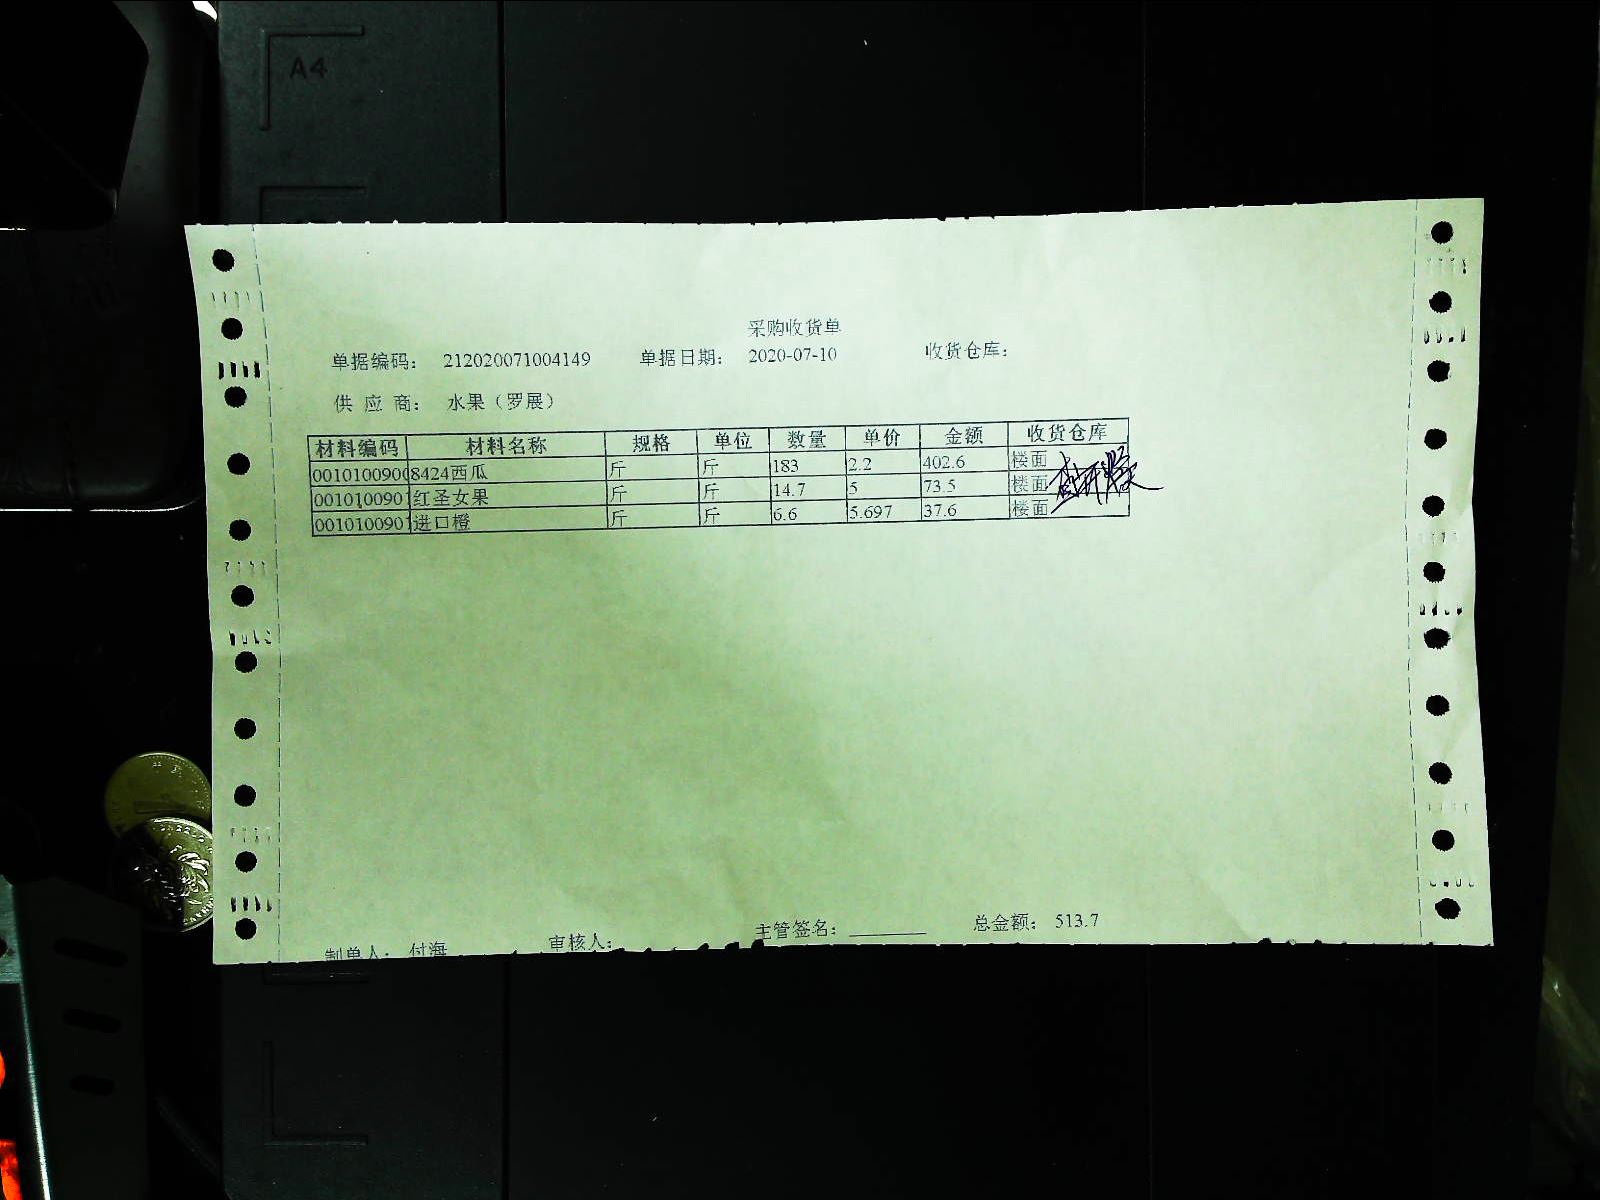 A4
采购收货单
单据编码: 212020071004149 单据日期: 2020-07-10 收货仓库:
供 应 商: 水果（罗展）
材料编码 材料名称 规格 单位 数量 单价 金额 收货仓库
0010100900 8424西瓜 斤 斤 183 2.2 402.6 楼面
001010090 红圣女果 斤 斤 14.7 5 73.5 楼面
001010090 进口橙 斤 斤 6.6 5.697 37.6 楼面
制单人: 付海 审核人: 主管签名: ________ 总金额: 513.7